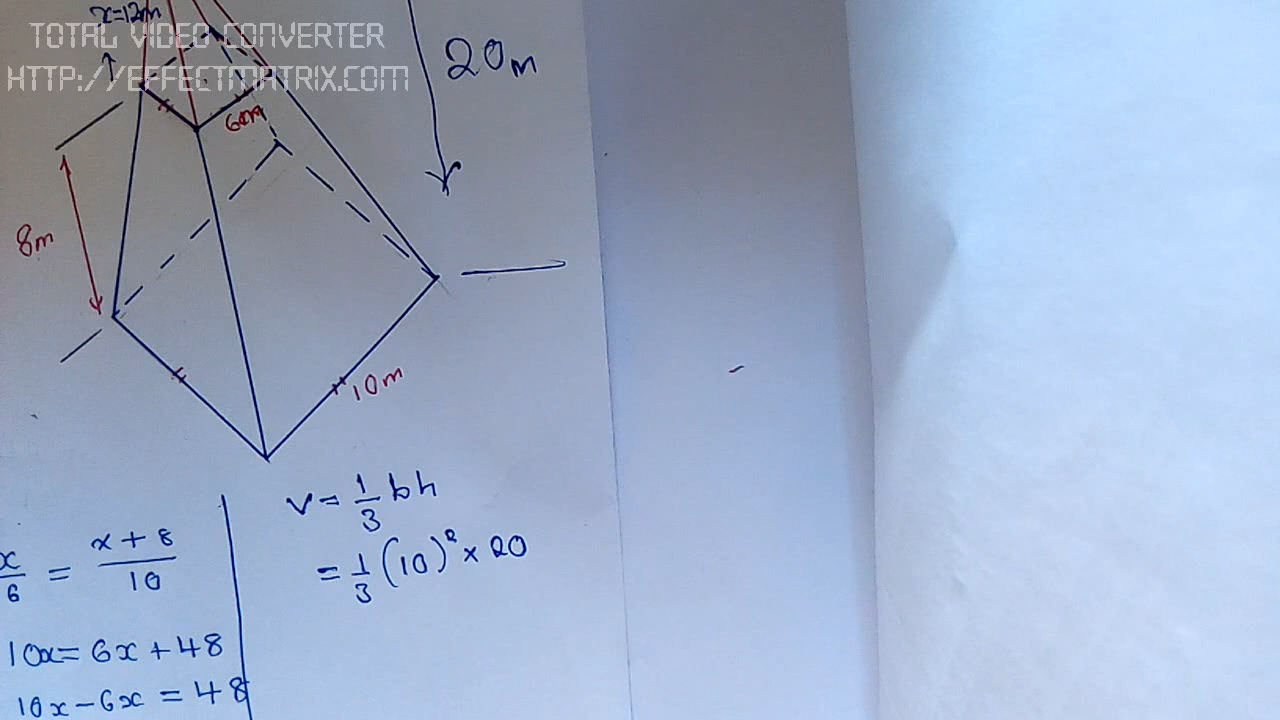 x=12m
TOTAL VIDEO CONVERTER
HTTP://EFFECTMATRIX.COM
20m
6m
8m
10m
V = 1/3 bh
= 1/3 (10)² × 20
x/6 = x + 8/10
10x = 6x + 48
10x - 6x = 48